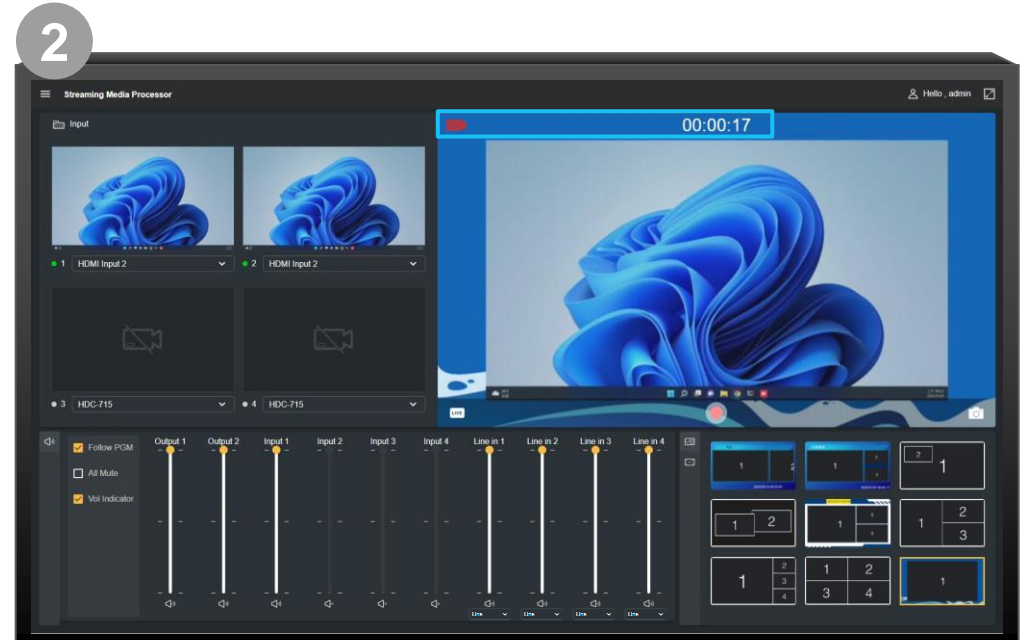 2
Streaming Media Processor
Hello , admin
Input
00:00:17
1 HDMI Input 2
2 HDMI Input 2
3 HDC-715
4 HDC-715
LIVE
Follow PGM
All Mute
Vol Indicator
Output 1 Output 2 Input 1 Input 2 Input 3 Input 4 Line in 1 Line in 2 Line in 3 Line in 4
Line Line Line Line
1 2
1
2 1
1 2
1
1 2 3
1 2 3 4
1 2 3 4
1